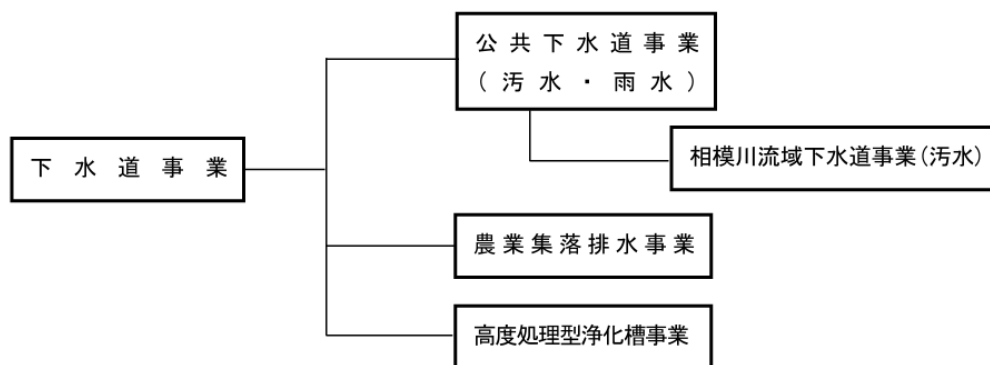 公共下水道事業
(汚水・雨水)
相模川流域下水道事業(汚水)
下水道事業
農業集落排水事業
高度処理型浄化槽事業